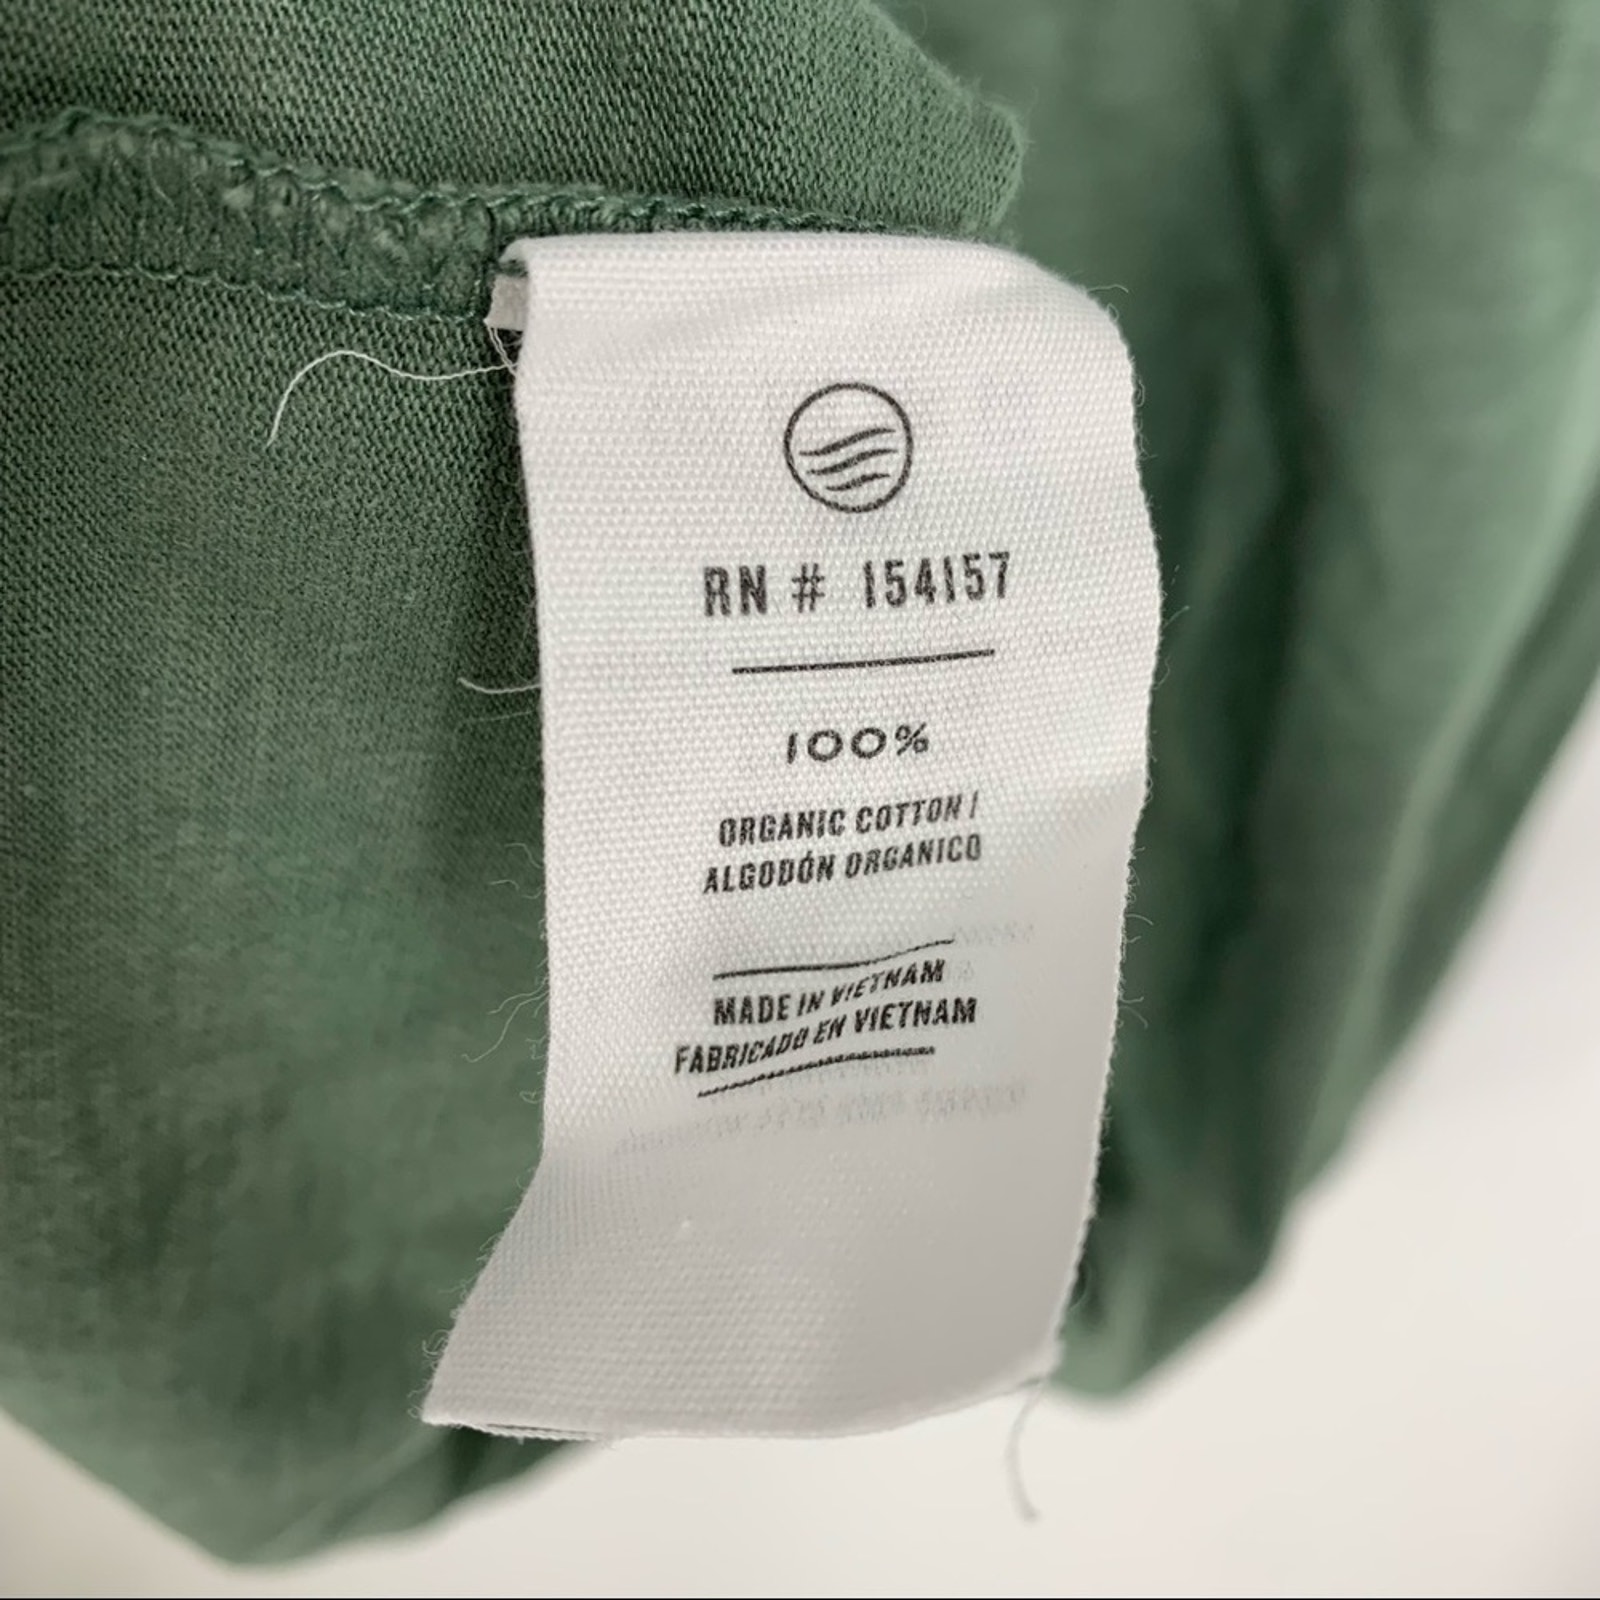 RN # 154157
100%
ORGANIC COTTON /
ALGODÓN ORGANICO
MADE IN VIETNAM
FABRICADO EN VIETNAM